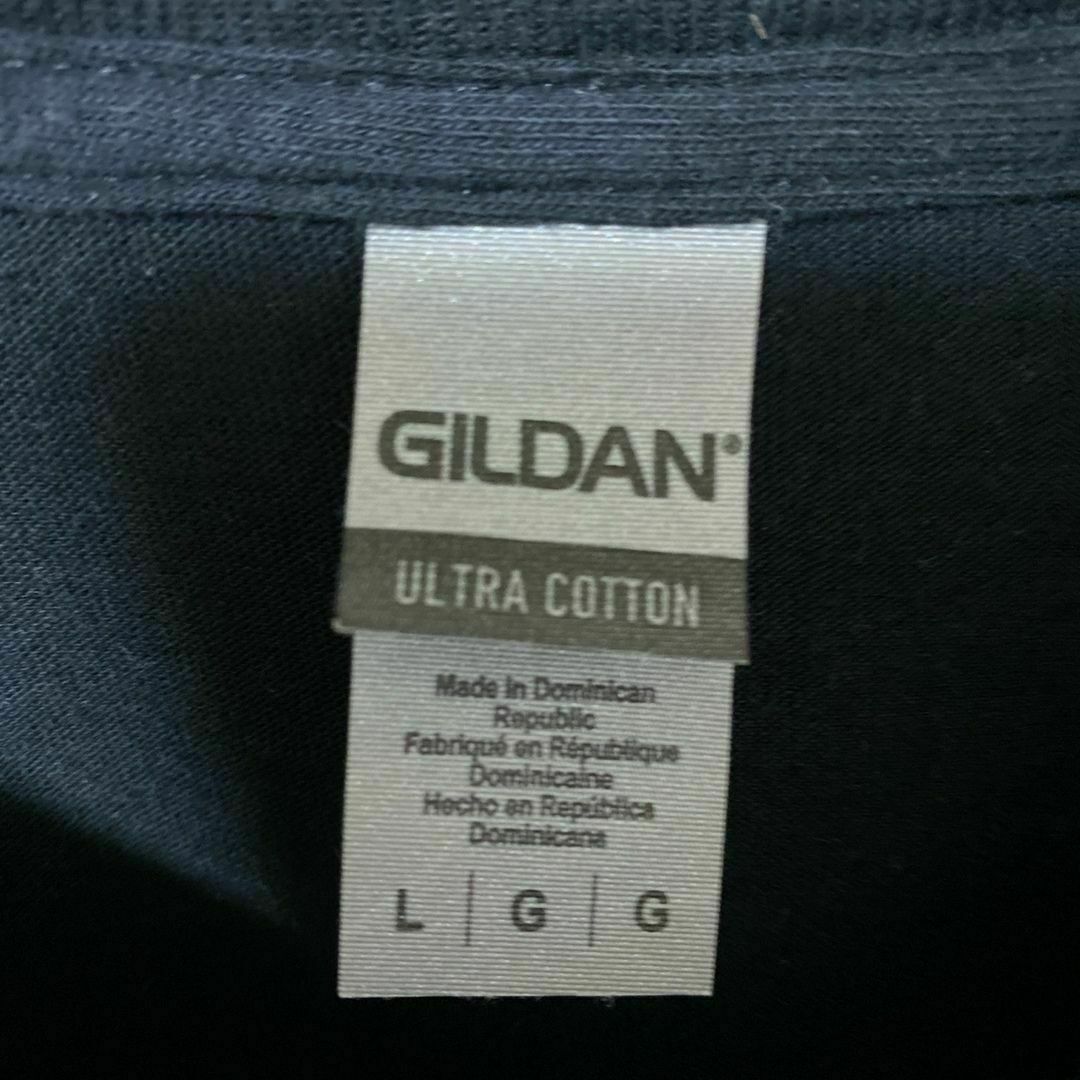 GILDAN®
ULTRA COTTON
Made in Dominican
Republic
Fabriqué en République
Dominicaine
Hecho en República
Dominicana
L | G | G